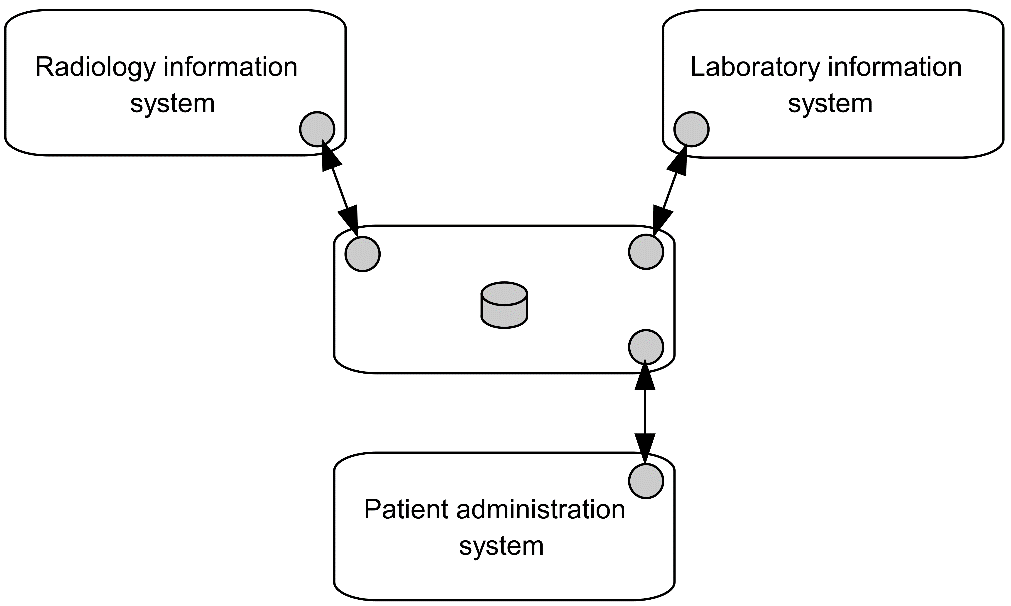 Radiology information
system
Laboratory information
system
Patient administration
system